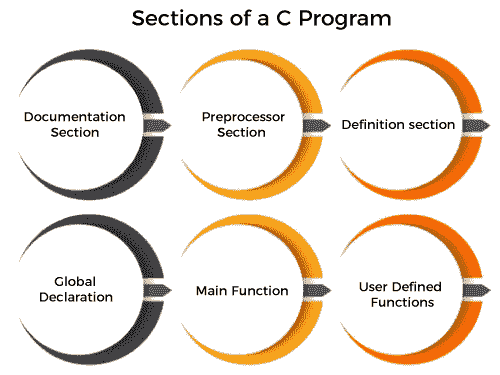 Sections of a C Program
Documentation
Section
Preprocessor
Section
Definition section
Global
Declaration
Main Function
User Defined
Functions